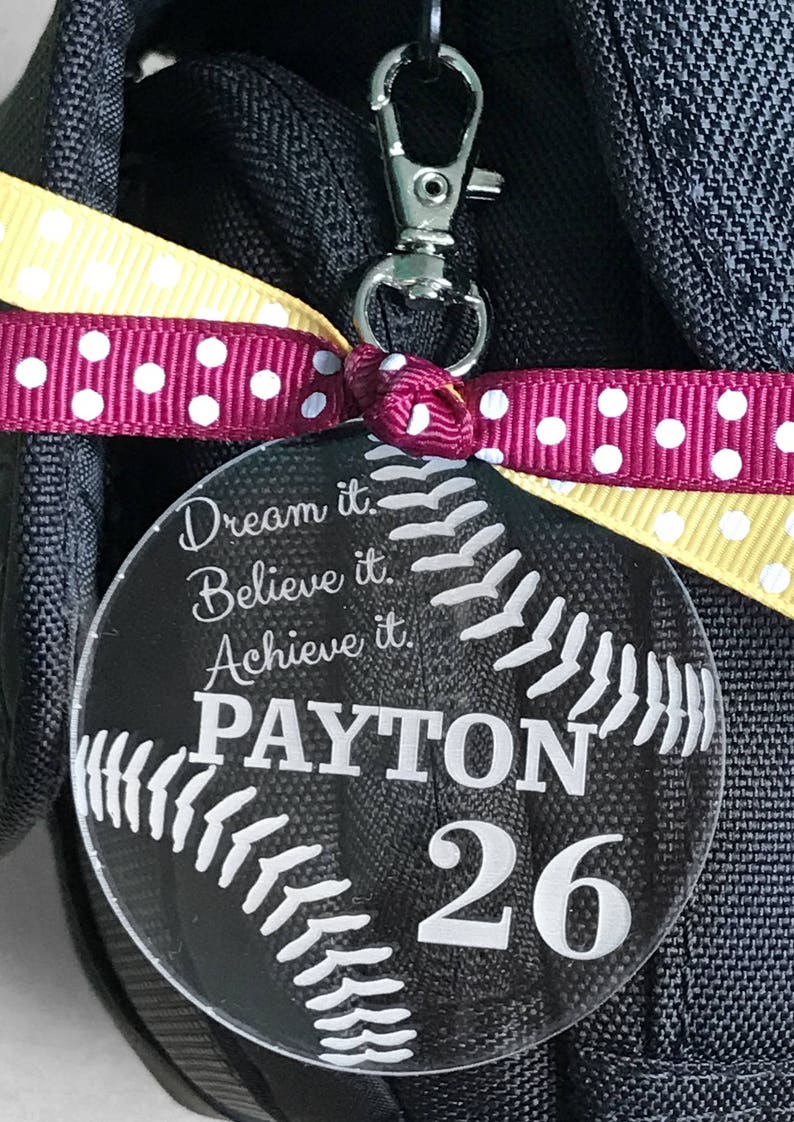 Dream it.
Believe it.
Achieve it.
PAYTON
26